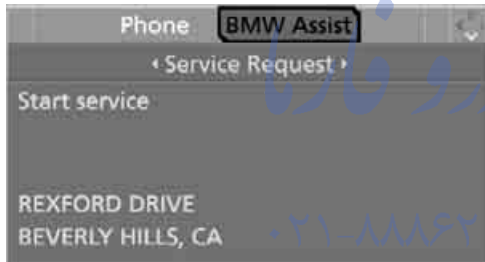 Phone BMW Assist
Service Request
Start service
REXFORD DRIVE
BEVERLY HILLS, CA